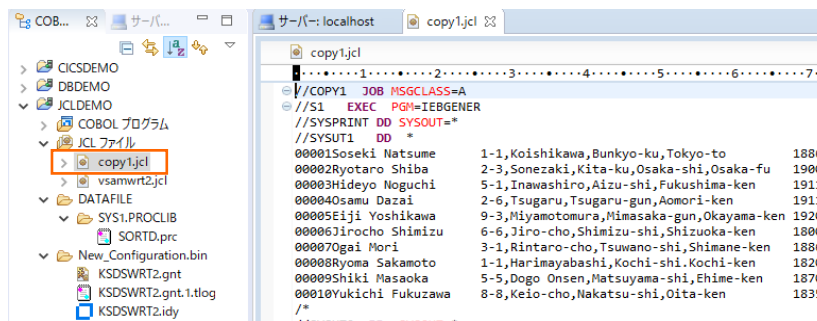 COB...
サーバ...
CICSDEMO
DBDEMO
JCLDEMO
COBOL プログラム
JCL ファイル
copy1.jcl
vsamwrt2.jcl
DATAFILE
SYS1.PROCLIB
SORTD.prc
New_Configuration.bin
KSDSWRT2.gnt
KSDSWRT2.gnt.1.tlog
KSDSWRT2.idy
サーバー: localhost
copy1.jcl
copy1.jcl
1 2 3 4 5 6 7
//COPY1  JOB MSGCLASS=A
//S1   EXEC  PGM=IEBGENER
//SYSPRINT DD SYSOUT=*
//SYSUT1   DD  *
00001Soseki Natsume      1-1,Koishikawa,Bunkyo-ku,Tokyo-to
00002Ryotaro Shiba       2-3,Sonezaki,Kita-ku,Osaka-shi,Osaka-fu
00003Hideyo Noguchi      5-1,Inawashiro,Aizu-shi,Fukushima-ken
00004Osamu Dazai         2-6,Tsugaru,Tsugaru-gun,Aomori-ken
00005Eiji Yoshikawa      9-3,Miyamotomura,Mimasaka-gun,Okayama-ken
00006Jirocho Shimizu     6-6,Jiro-cho,Shimizu-shi,Shizuoka-ken
00007Ogai Mori           3-1,Rintaro-cho,Tsuwano-shi,Shimane-ken
00008Ryoma Sakamoto      1-1,Harimayabashi,Kochi-shi.Kochi-ken
00009Shiki Masaoka       5-5,Dogo Onsen,Matsuyama-shi,Ehime-ken
00010Yukichi Fukuzawa    8-8,Keio-cho,Nakatsu-shi,Oita-ken
/*